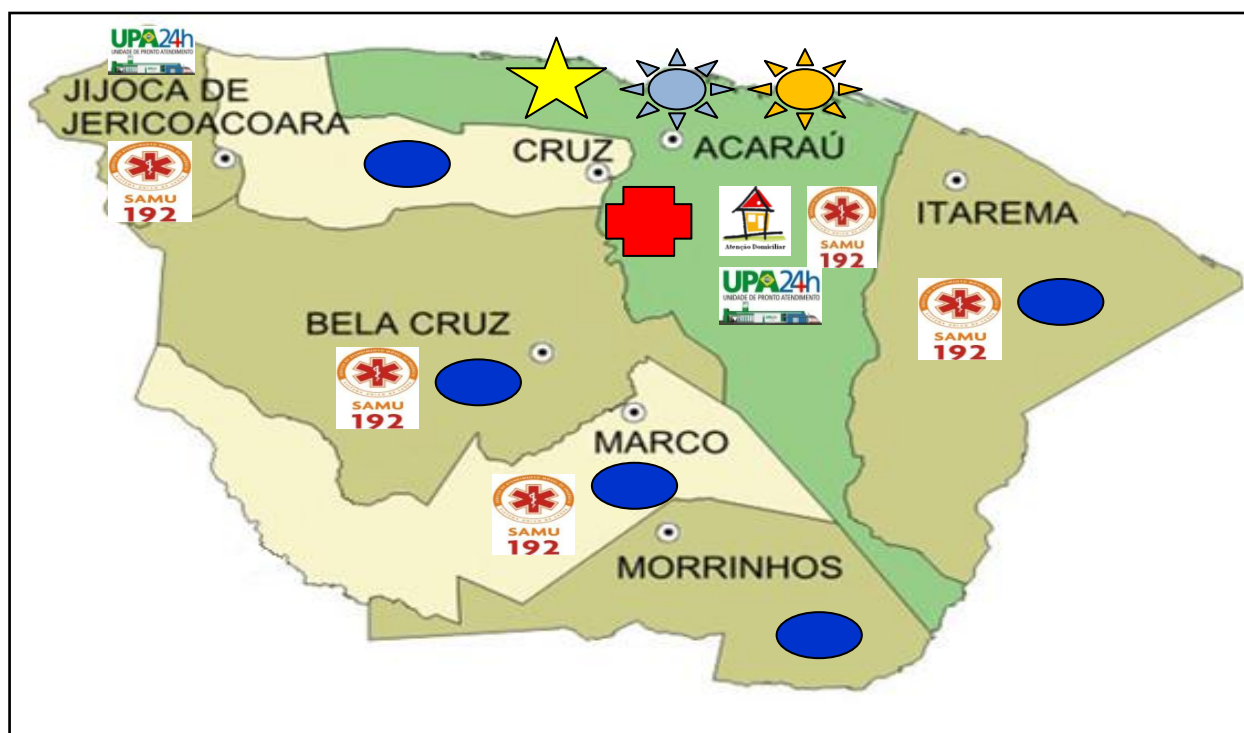 UPA24h
UNIDADE DE PRONTO ATENDIMENTO
JIJOCA DE
JERICOACOARA
SAMU
192
CRUZ
ACARAÚ
Atenção Domiciliar
SAMU
192
UPA24h
UNIDADE DE PRONTO ATENDIMENTO
ITAREMA
SAMU
192
BELA CRUZ
SAMU
192
MARCO
SAMU
192
MORRINHOS